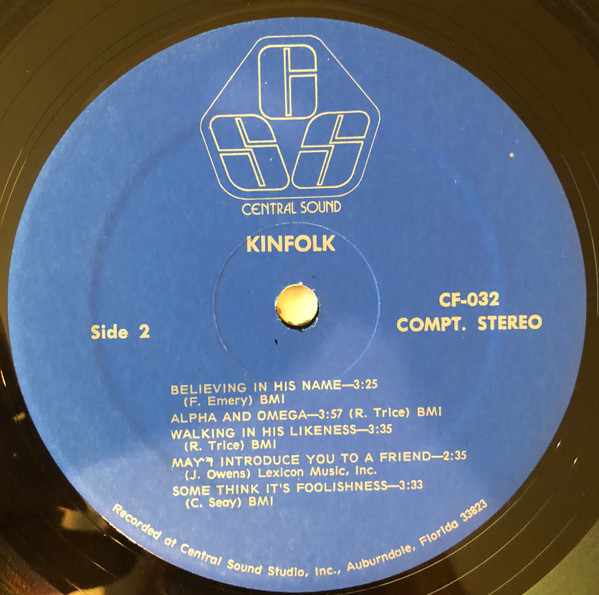 C
S S
CENTRAL SOUND
KINFOLK
Side 2
CF-032
COMPT. STEREO
BELIEVING IN HIS NAME—3:25
(F. Emery) BMI
ALPHA AND OMEGA—3:57 (R. Trice) BMI
WALKING IN HIS LIKENESS—3:35
(R. Trice) BMI
MAY I INTRODUCE YOU TO A FRIEND—2:35
(J. Owens) Lexicon Music, Inc.
SOME THINK IT'S FOOLISHNESS—3:33
(C. Seay) BMI
Recorded at Central Sound Studio, Inc., Auburndale, Florida 33823